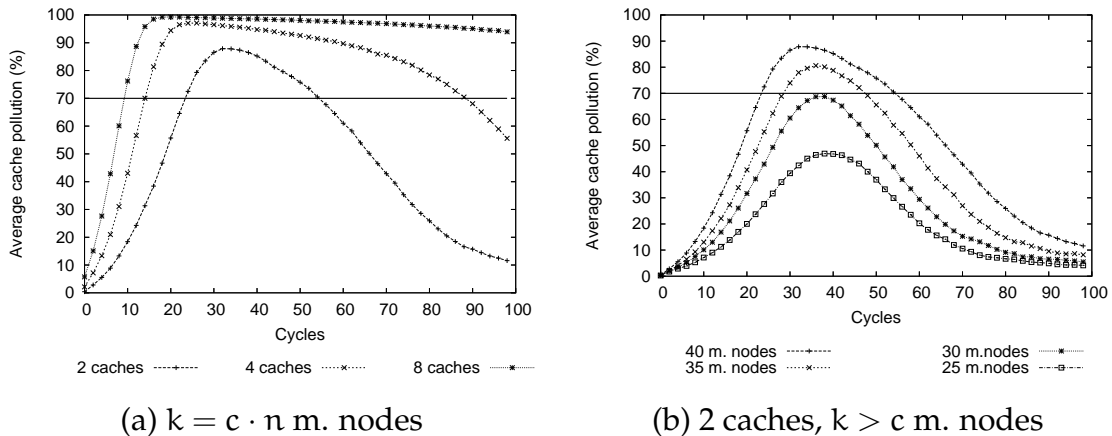 100
90
80
70
60
50
40
30
20
10
0
Average cache pollution (%)
0 10 20 30 40 50 60 70 80 90 100
Cycles
2 caches 4 caches 8 caches
(a) k = c · n m. nodes
100
90
80
70
60
50
40
30
20
10
0
Average cache pollution (%)
0 10 20 30 40 50 60 70 80 90 100
Cycles
40 m. nodes 30 m.nodes
35 m. nodes 25 m.nodes
(b) 2 caches, k > c m. nodes